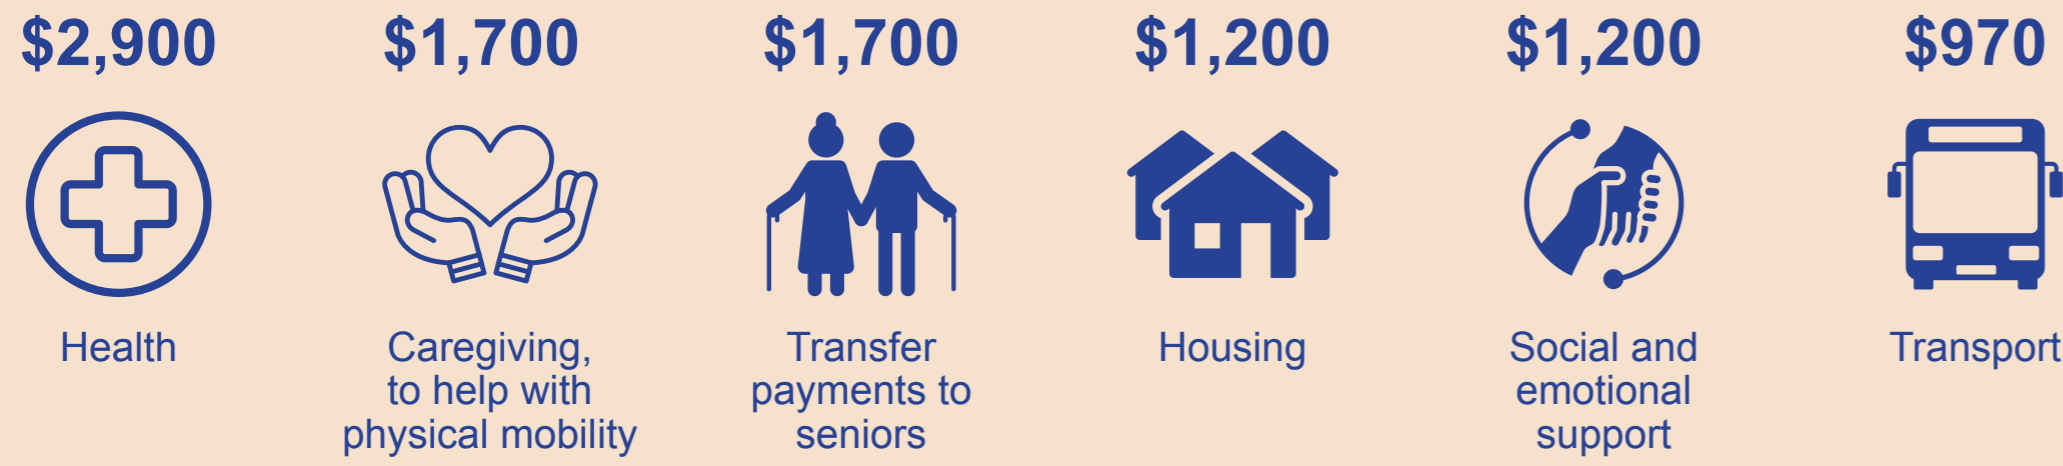 $2,900
Health
$1,700
Caregiving,
to help with
physical mobility
$1,700
Transfer
payments to
seniors
$1,200
Housing
$1,200
Social and
emotional
support
$970
Transport